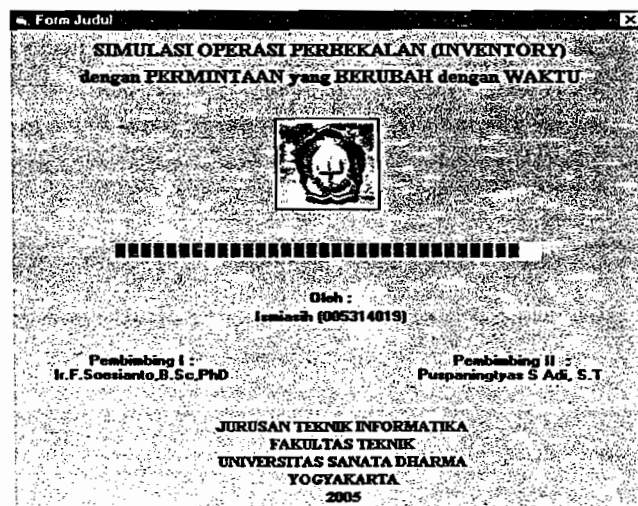 Form Judul
SIMULASI OPERASI PERBEKALAN (INVENTORY)
dengan PERMINTAAN yang BERUBAH dengan WAKTU
Oleh :
Ismiasih (005314019)
Pembimbing I :
Ir.F.Soesianto,B.Sc,PhD
Pembimbing II :
Puspaningtyas S Adi, S.T
JURUSAN TEKNIK INFORMATIKA
FAKULTAS TEKNIK
UNIVERSITAS SANATA DHARMA
YOGYAKARTA
2005